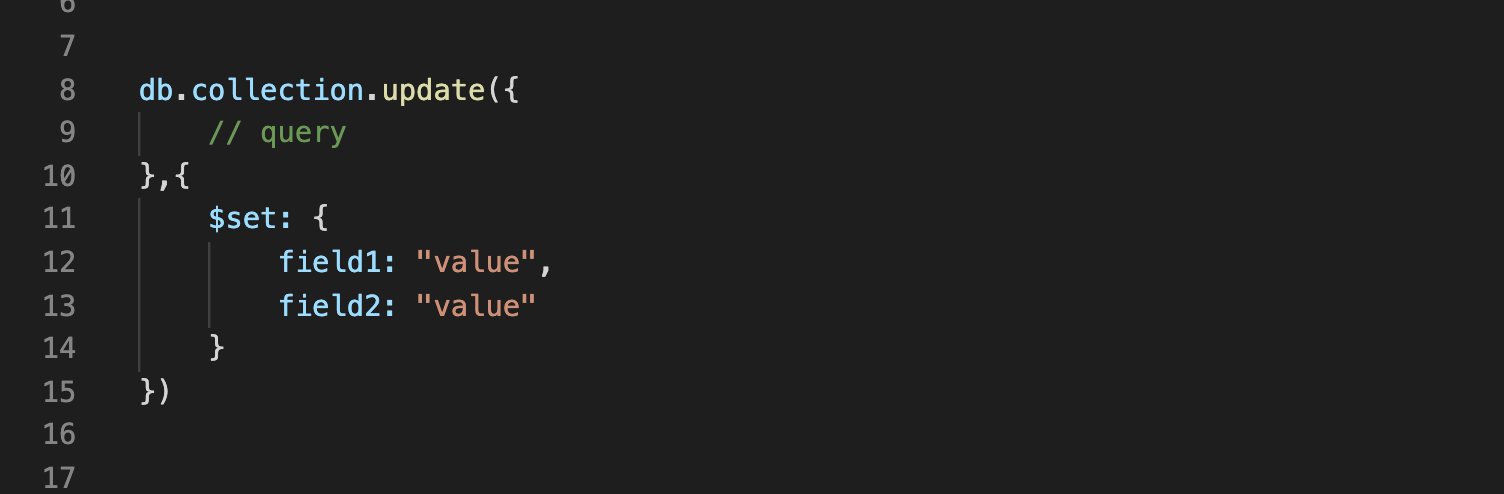 6
7
8 db.collection.update({
9 // query
10 },{
11 $set: {
12 field1: "value",
13 field2: "value"
14 }
15 })
16
17